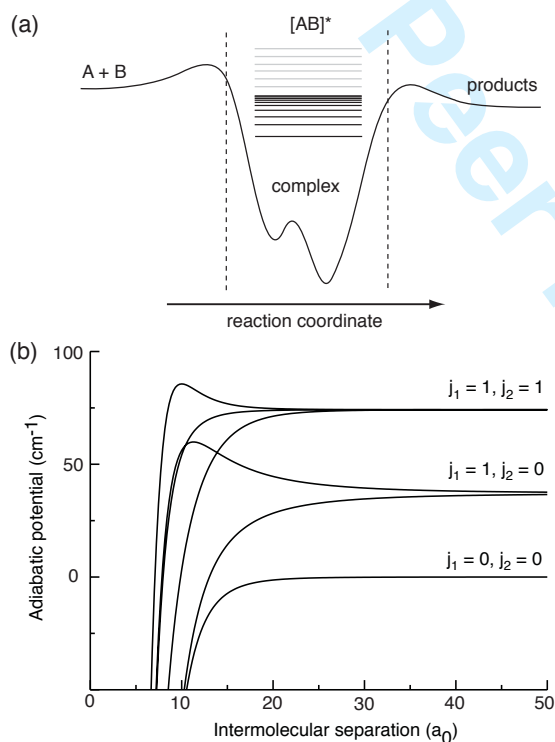 (a)
[AB]*
A + B
products
complex
reaction coordinate
Peer
(b)
100
50
0
Adiabatic potential (cm-1)
j1 = 1, j2 = 1
j1 = 1, j2 = 0
j1 = 0, j2 = 0
0 10 20 30 40 50
Intermolecular separation (a0)